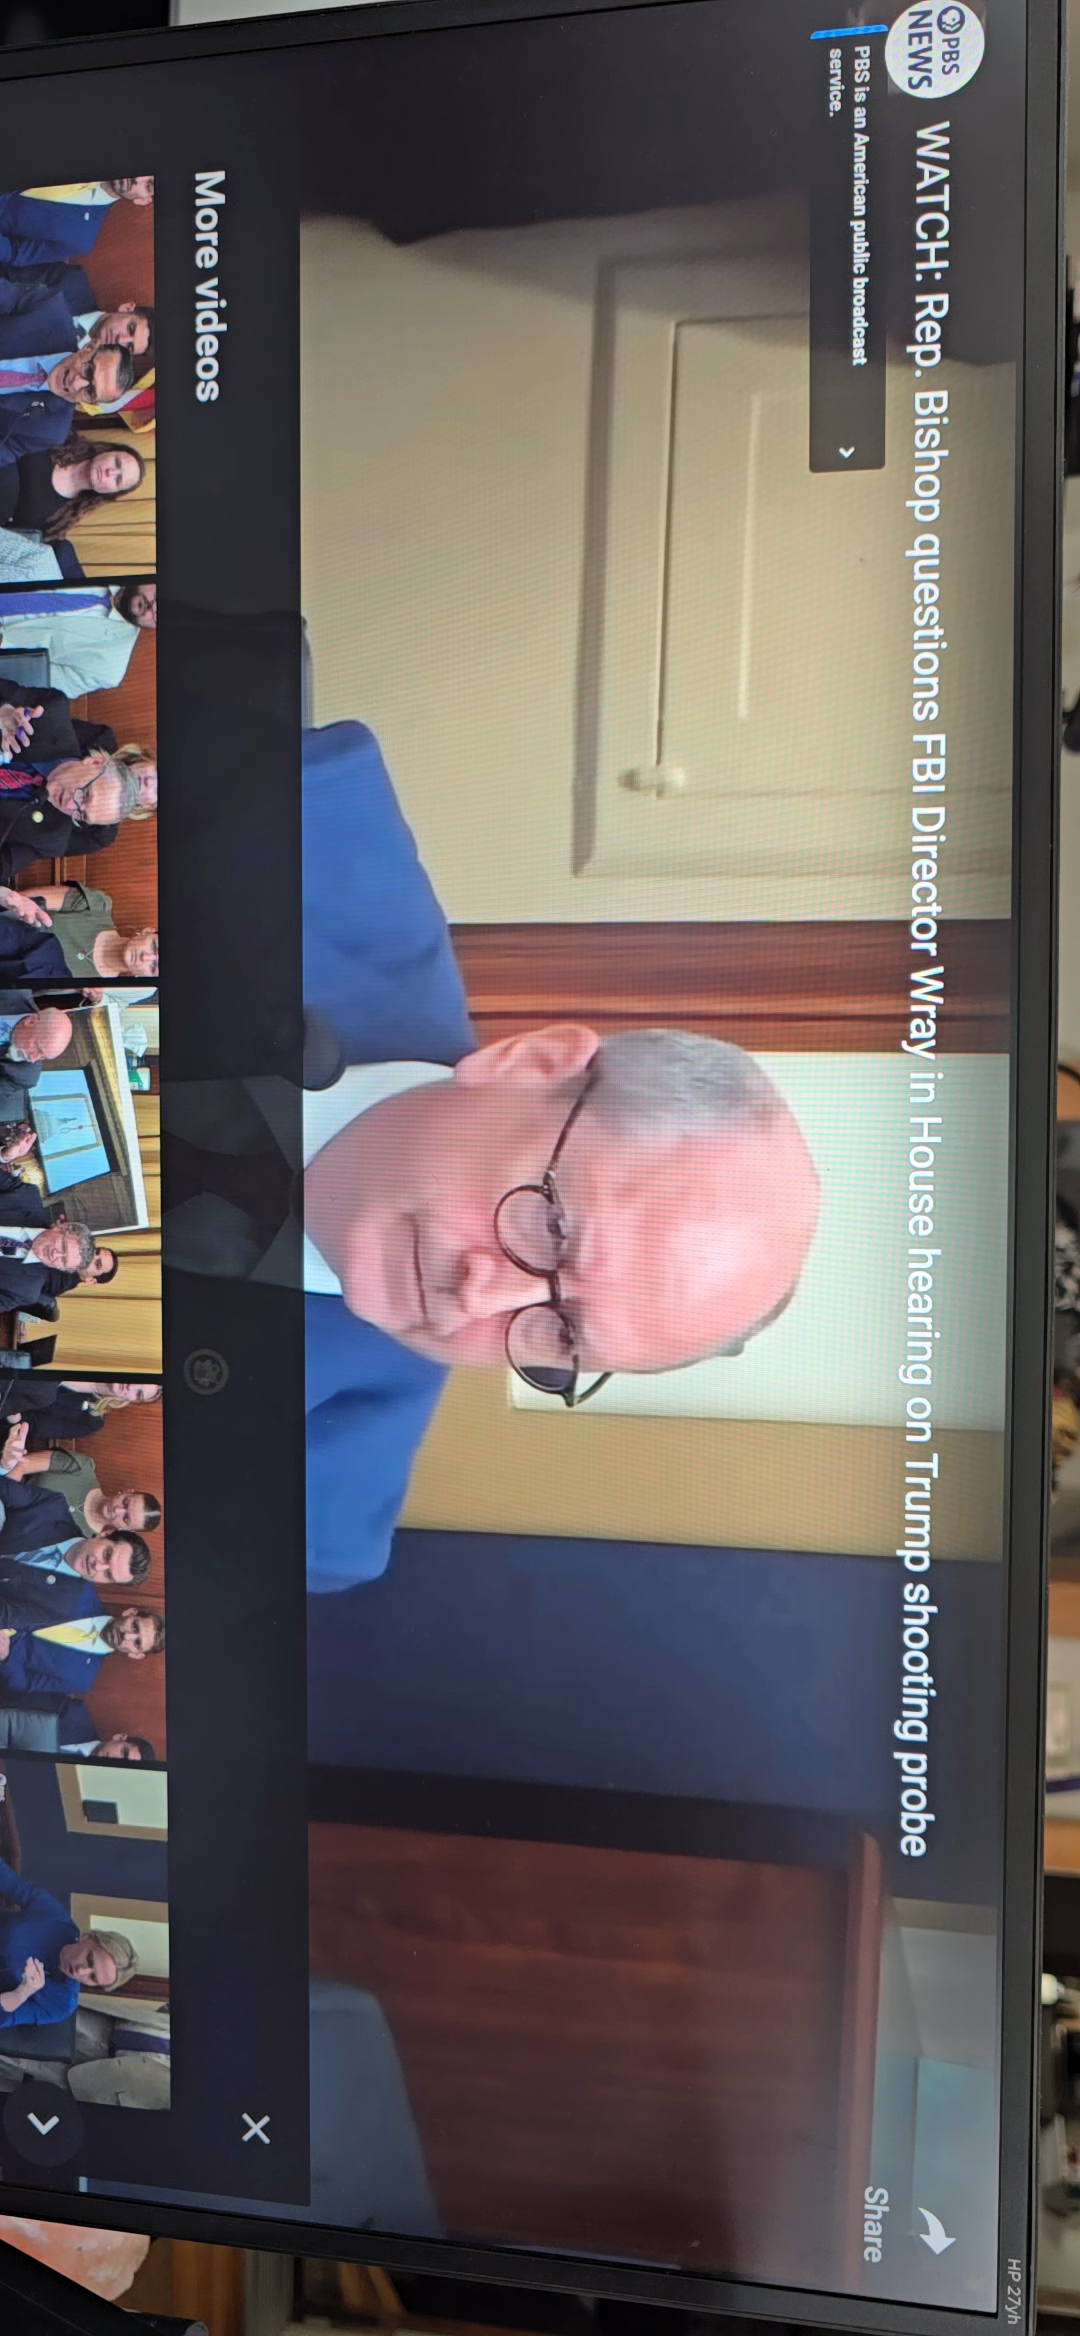 PBS
NEWS
WATCH: Rep. Bishop questions FBI Director Wray in House hearing on Trump shooting probe
Share
PBS is an American public broadcast
service.
More videos
HP 27yh